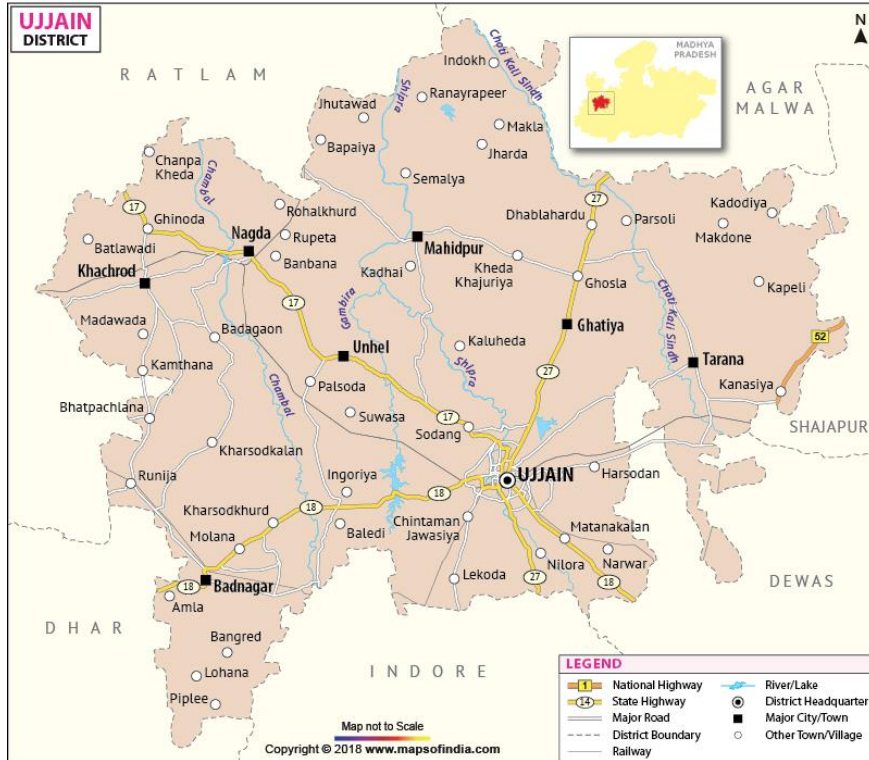 UJJAIN
DISTRICT
N
MADHYA
PRADESH
RATLAM
AGAR
MALWA
Choti Kali Sindh
Indokh
Shipra
Ranayrapeer
Jhutawad
Makla
Bapaiya
Jharda
Chanpa
Kheda
Chambal
Semalya
27
17
Ghinoda
Rohalkhurd
Dhablahardu
Parsoli
Kadodiya
Batlawadi
Nagda
Rupeta
Mahidpur
Makdone
Banbana
Kadhai
Kheda
Khajuriya
Khachrod
Ghosla
Kapeli
17
Gambira
Choti Kali Sindh
Madawada
Badagaon
Ghatiya
52
Unhel
Kaluheda
Kamthana
Shipra
27
Tarana
Chambal
Palsoda
Kanasiya
Bhatpachlana
Suwasa
17
Sodang
SHAJAPUR
Kharsodkalan
Runija
Ingoriya
UJJAIN
Harsodan
18
18
Kharsodkhurd
Chintaman
Jawasiya
Molana
Baledi
Matanakalan
Nilora
Narwar
Badnagar
Lekoda
27
18
DEWAS
18
Amla
DHAR
Bangred
INDORE
Lohana
Piplee
LEGEND
1 National Highway
River/Lake
14 State Highway
District Headquarter
Major Road
Major City/Town
District Boundary
Other Town/Village
Railway
Map not to Scale
Copyright © 2018 www.mapsofindia.com